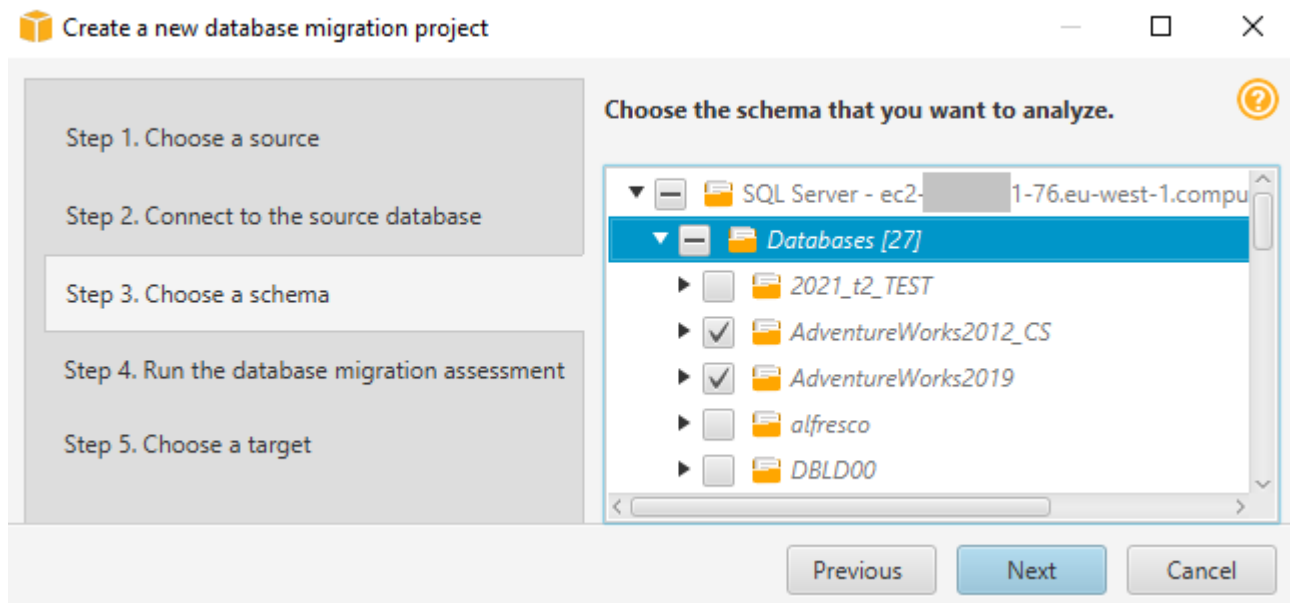 Create a new database migration project
Step 1. Choose a source
Step 2. Connect to the source database
Step 3. Choose a schema
Step 4. Run the database migration assessment
Step 5. Choose a target
Choose the schema that you want to analyze.
SQL Server - ec2- 1-76.eu-west-1.compu
Databases [27]
2021_t2_TEST
AdventureWorks2012_CS
AdventureWorks2019
alfresco
DBLD00
Previous Next Cancel